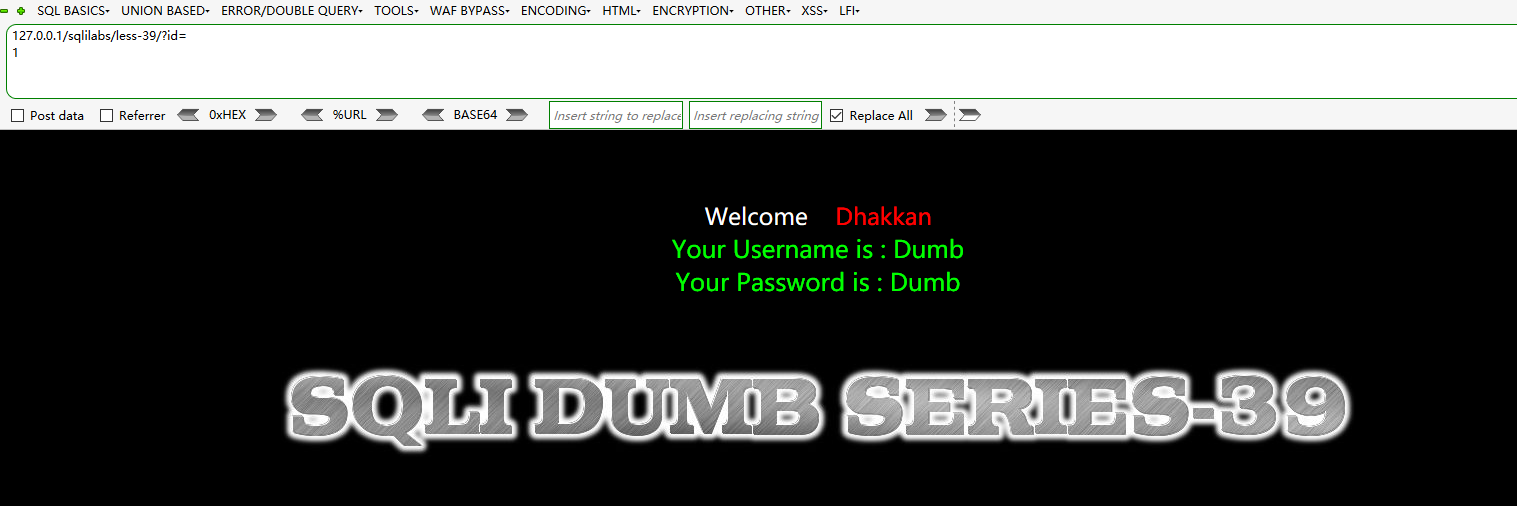 SQL BASICS UNION BASED ERROR/DOUBLE QUERY TOOLS WAF BYPASS ENCODING HTML ENCRYPTION OTHER XSS LFI
127.0.0.1/sqlilabs/less-39/?id=
1
Post data Referrer 0xHEX %URL BASE64 Insert string to replace Insert replacing string Replace All
Welcome Dhakkan
Your Username is : Dumb
Your Password is : Dumb
SQLI DUMB SERIES-39